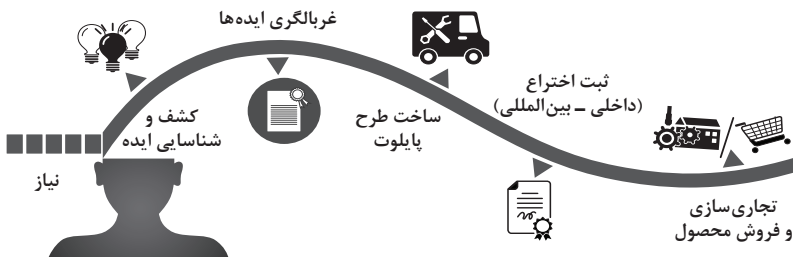 نیاز
کشف و
شناسایی ایده
غربالگری ایده‌ها
ساخت طرح
پایلوت
ثبت اختراع
(داخلی ــ بین‌المللی)
تجاری‌سازی
و فروش محصول